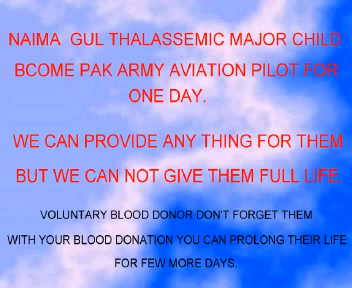 NAIMA GUL THALASSEMIC MAJOR CHILD
BCOME PAK ARMY AVIATION PILOT FOR
ONE DAY.
WE CAN PROVIDE ANY THING FOR THEM
BUT WE CAN NOT GIVE THEM FULL LIFE
VOLUNTARY BLOOD DONOR DON'T FORGET THEM
WITH YOUR BLOOD DONATION YOU CAN PROLONG THEIR LIFE
FOR FEW MORE DAYS.